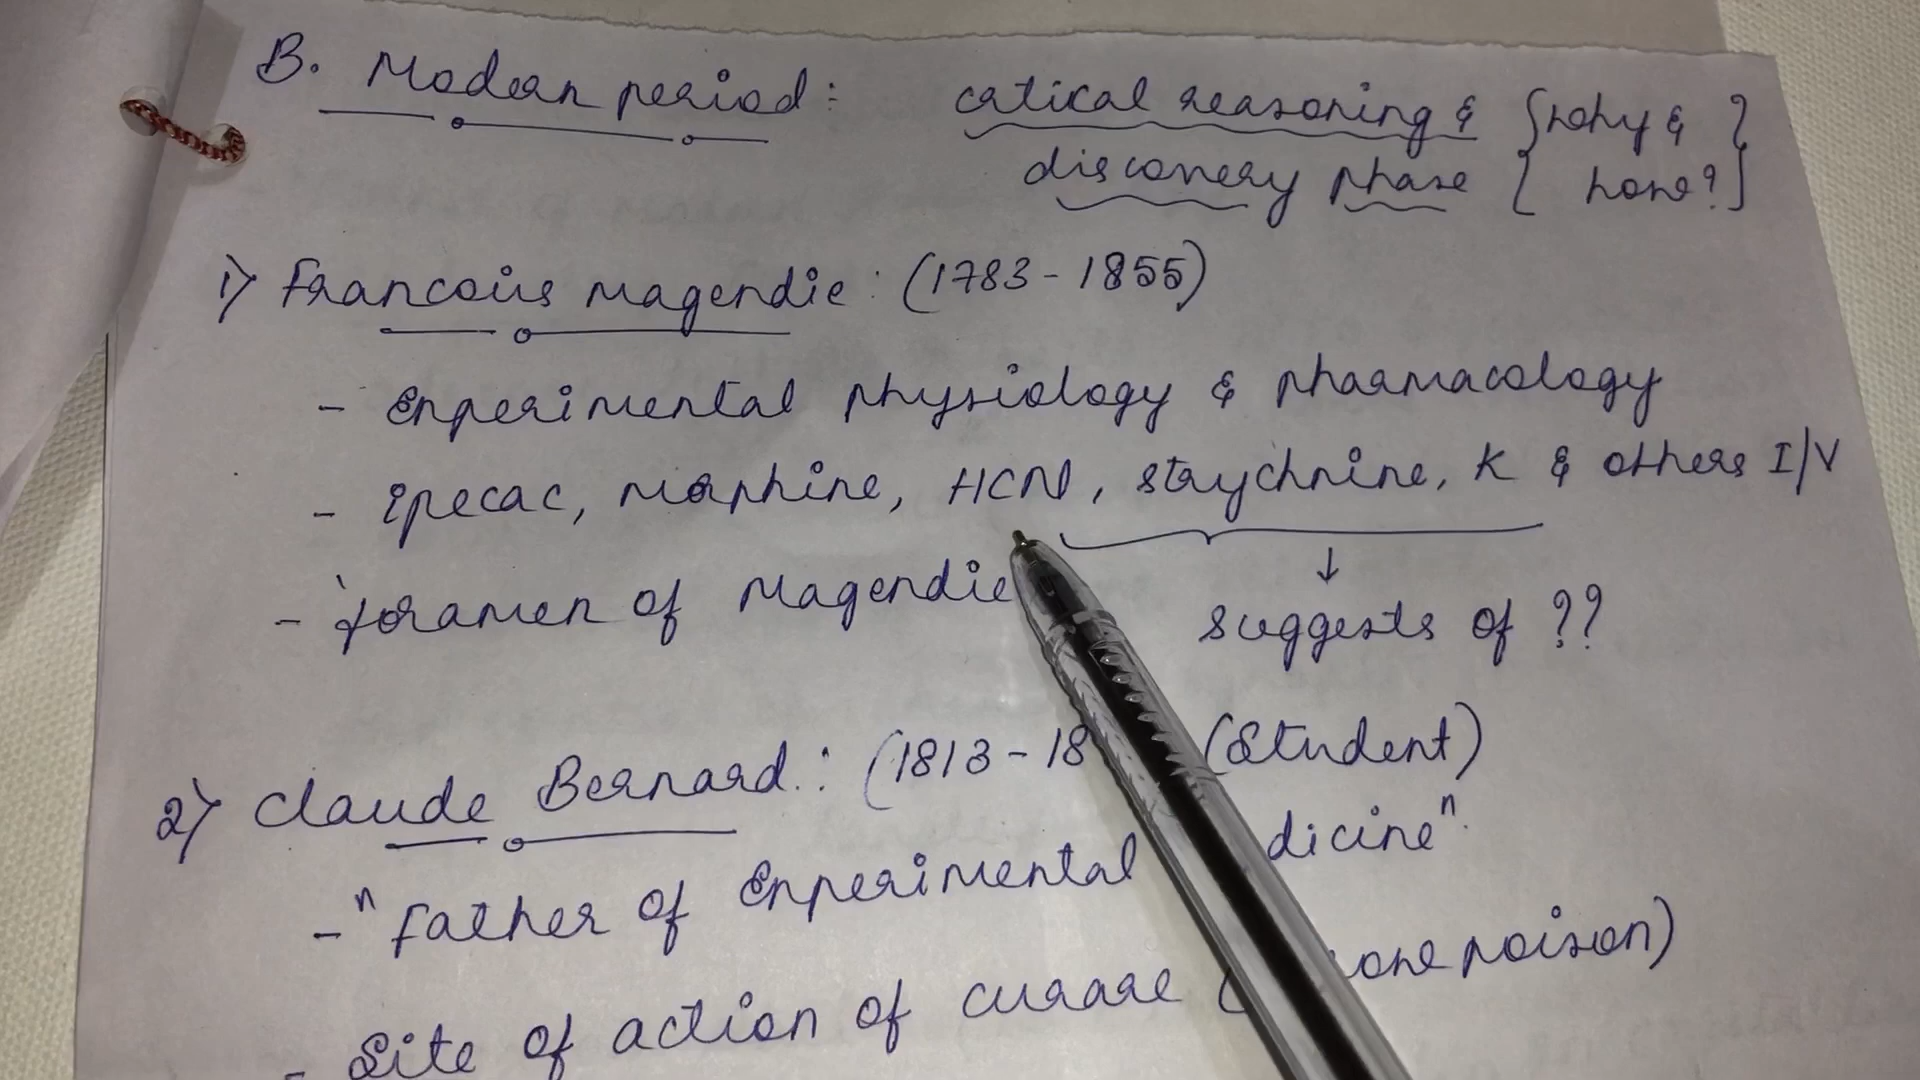 B. Modern period : critical reasoning & {why &}
discovery phase { how? }
1) Francois Magendie : (1783 - 1855)
- Experimental physiology & pharmacology
- Ipecac, Morphine, HCN, strychnine, K & others I/V
- foramen of Magendie
↓
suggests of ??
2) Claude Bernard : (1813 - 18 (Student)
- "Father of Experimental dicine"
- Site of action of curare ( poison)